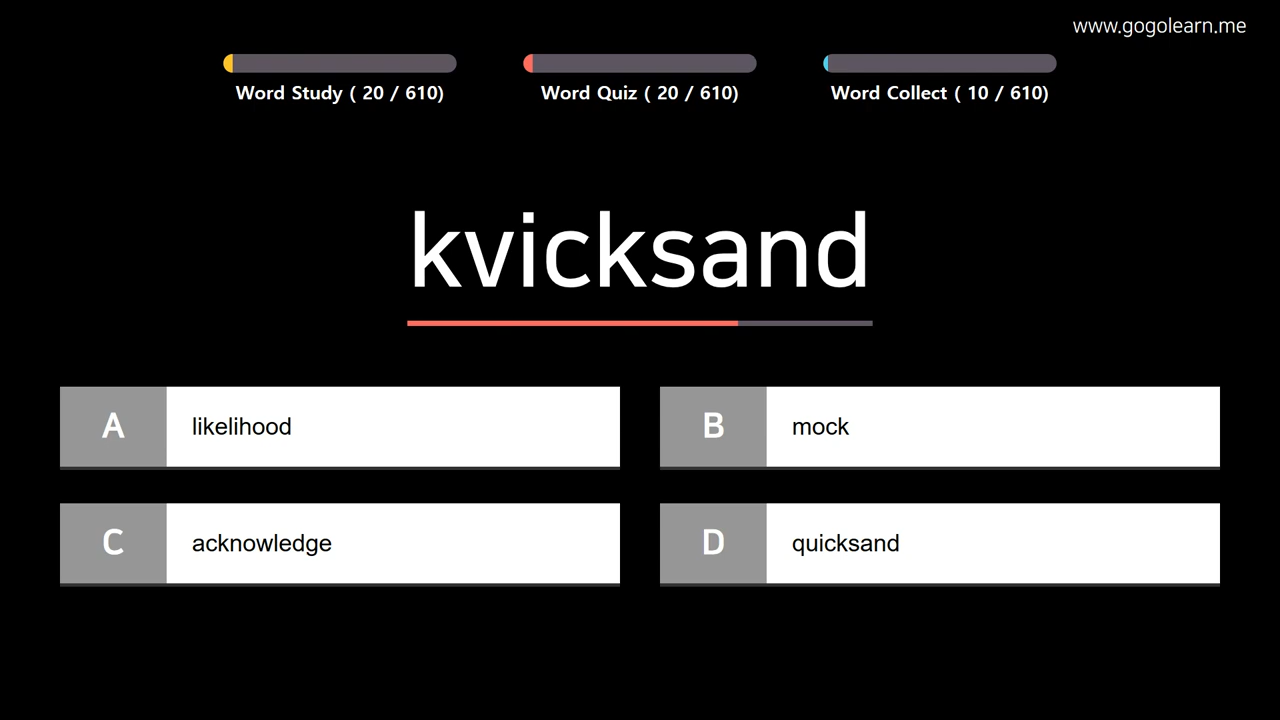 www.gogolearn.me
Word Study ( 20 / 610)
Word Quiz ( 20 / 610)
Word Collect ( 10 / 610)
kvicksand
A likelihood
B mock
C acknowledge
D quicksand